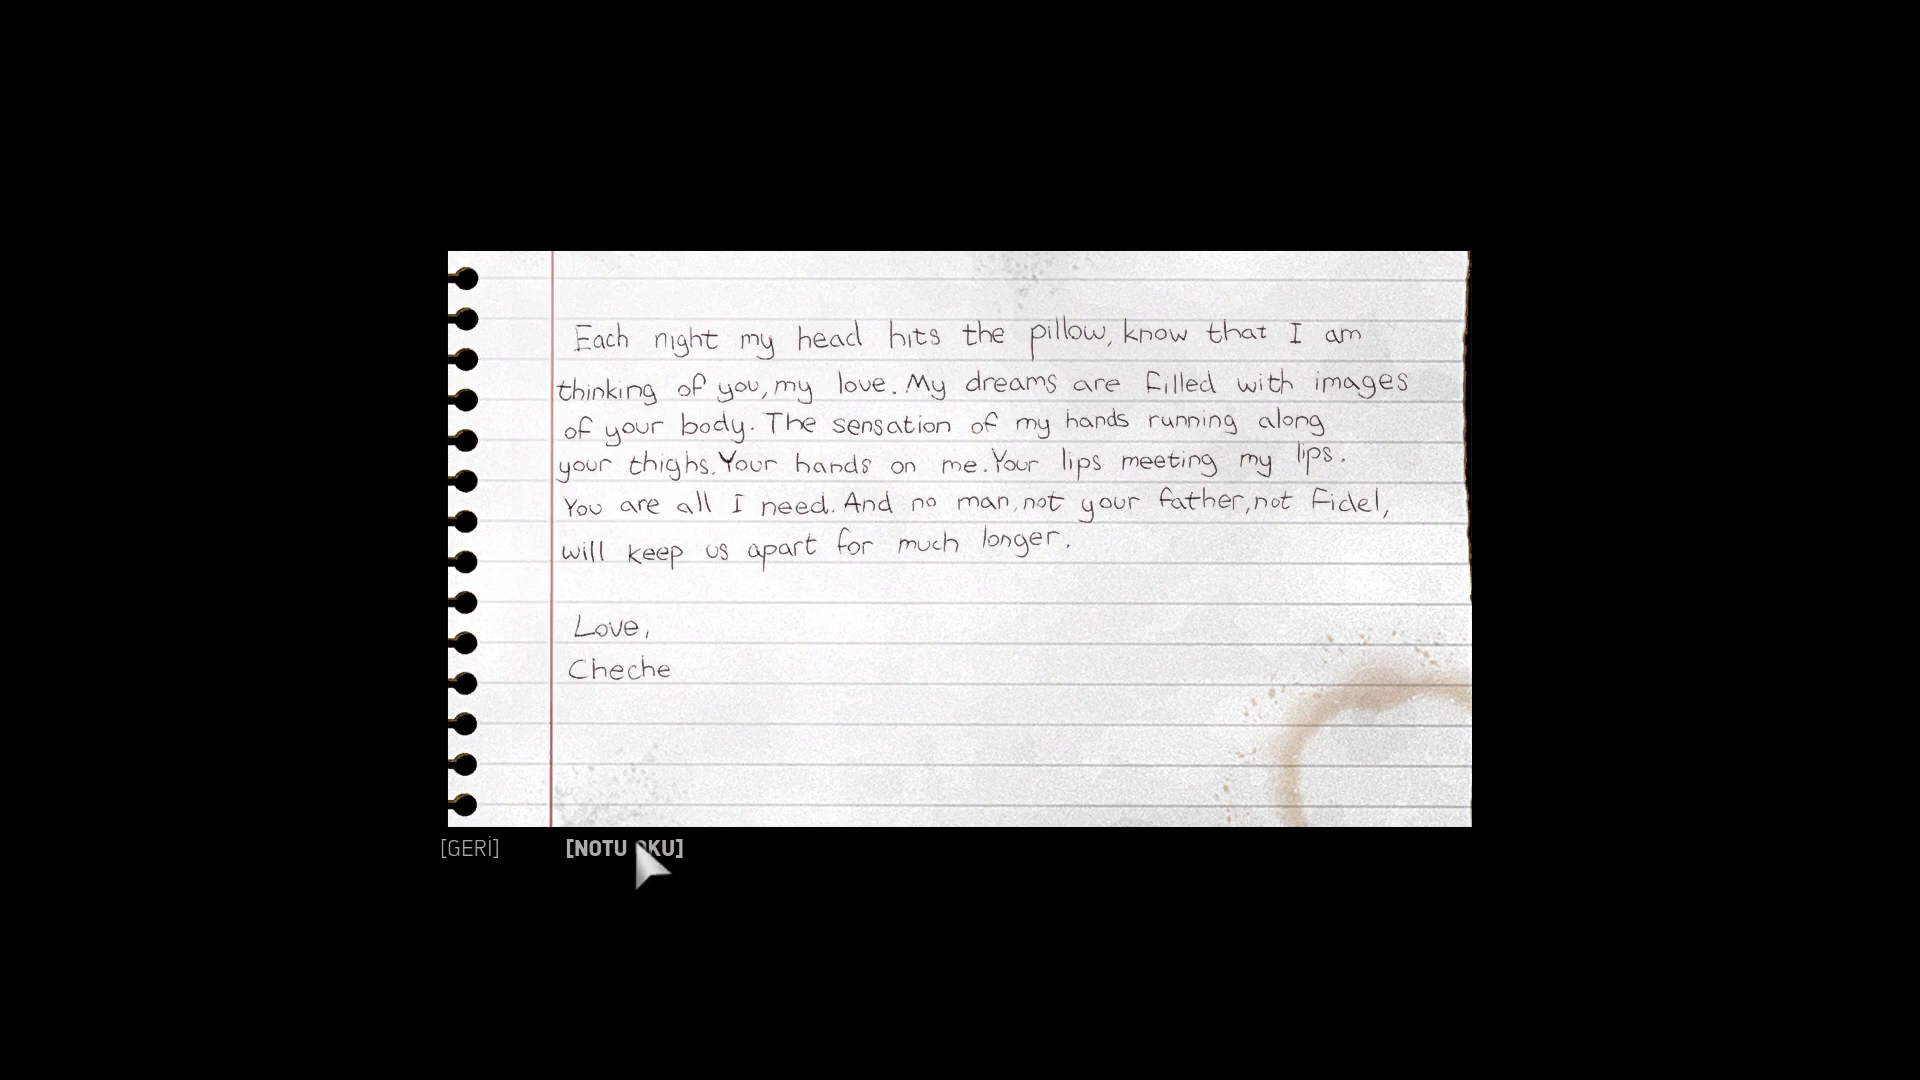 Each night my head hits the pillow, know that I am
thinking of you, my love. My dreams are filled with images
of your body. The sensation of my hands running along
your thighs. Your hands on me. Your lips meeting my lips.
You are all I need. And no man, not your father, not Fidel,
will keep us apart for much longer.
Love,
Cheche
[GERİ] [NOTU OKU]